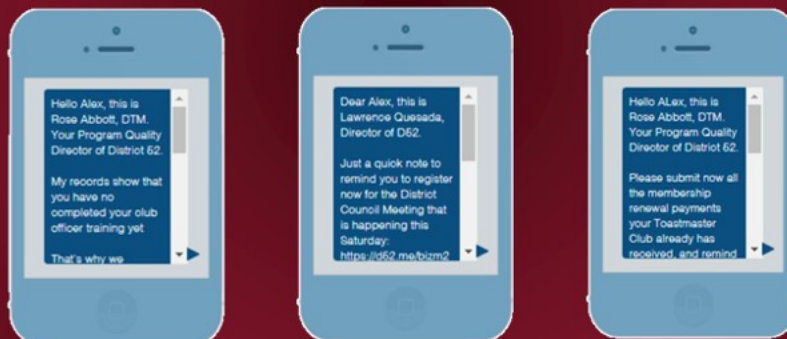 Hello Alex, this is
Rose Abbott, DTM.
Your Program Quality
Director of District 52.
My records show that
you have no
completed your club
officer training yet
That's why we
Dear Alex, this is
Lawrence Quesada,
Director of D52.
Just a quick note to
remind you to register
now for the District
Council Meeting that
is happening this
Saturday:
https://d52.me/bizm2
Hello ALex, this is
Rose Abbott, DTM.
Your Program Quality
Director of District 52.
Please submit now all
the membership
renewal payments
your Toastmaster
Club already has
received, and remind